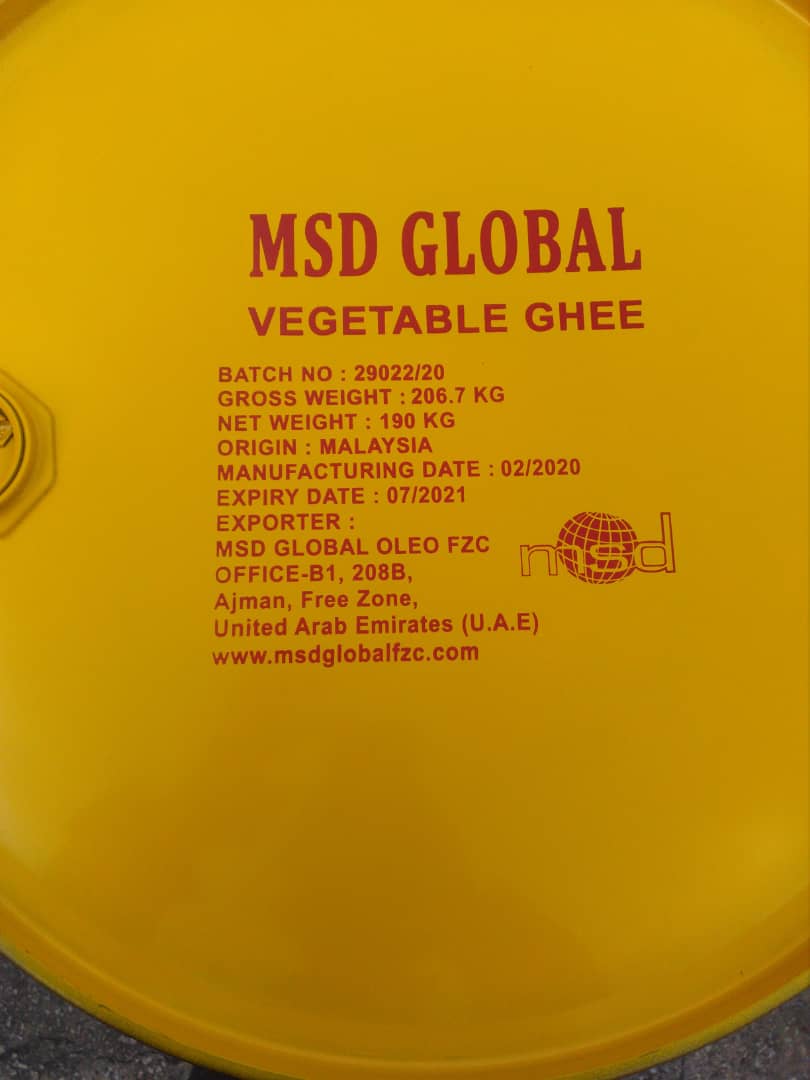 MSD GLOBAL
VEGETABLE GHEE
BATCH NO : 29022/20
GROSS WEIGHT : 206.7 KG
NET WEIGHT : 190 KG
ORIGIN : MALAYSIA
MANUFACTURING DATE : 02/2020
EXPIRY DATE : 07/2021
EXPORTER :
MSD GLOBAL OLEO FZC
OFFICE-B1, 208B,
Ajman, Free Zone,
United Arab Emirates (U.A.E)
www.msdglobalfzc.com
msd